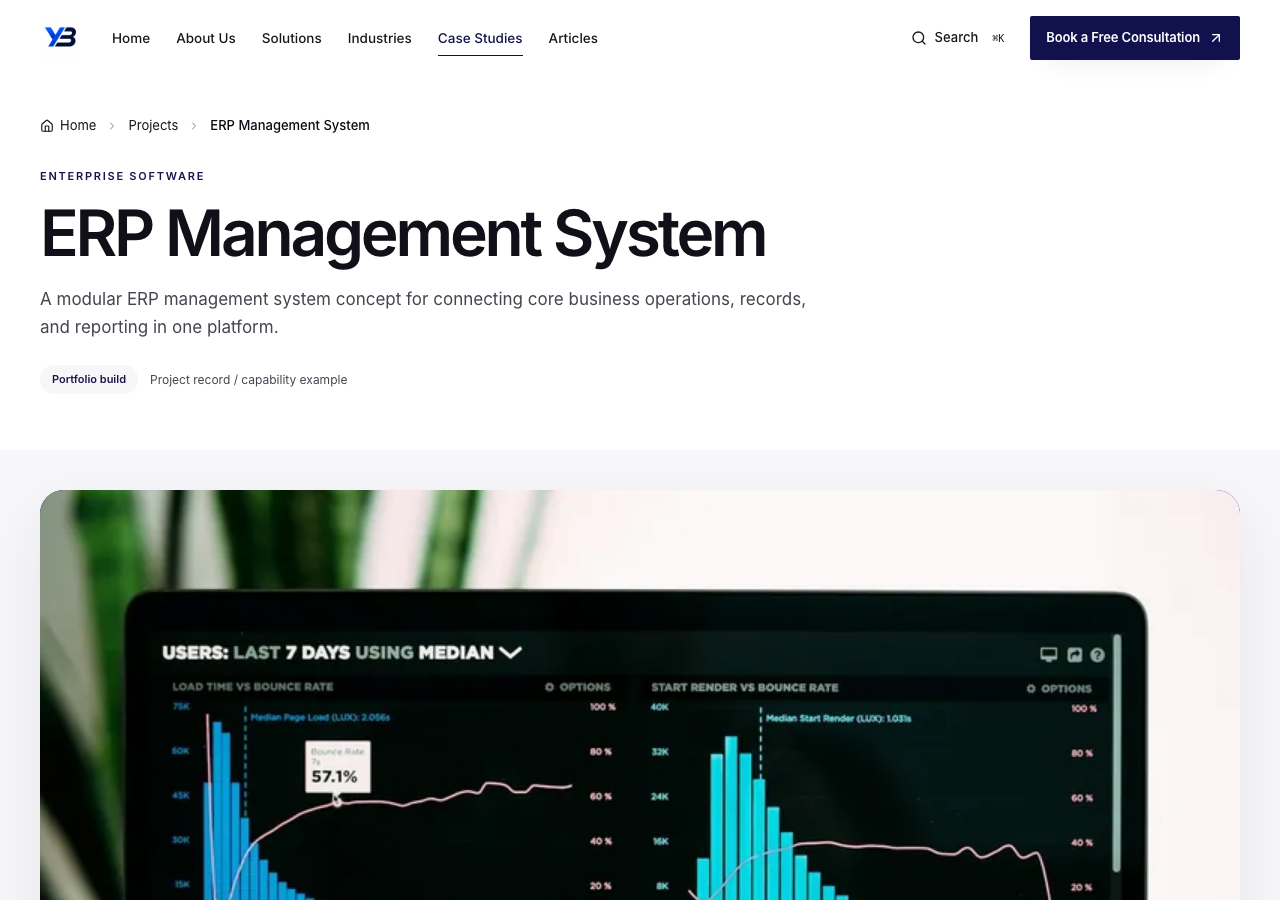 YB
Home About Us Solutions Industries Case Studies Articles Search ⌘K Book a Free Consultation
Home > Projects > ERP Management System
ENTERPRISE SOFTWARE
ERP Management System
A modular ERP management system concept for connecting core business operations, records,
and reporting in one platform.
Portfolio build Project record / capability example
USERS: LAST 7 DAYS USING MEDIAN
LOAD TIME VS BOUNCE RATE OPTIONS
START RENDER VS BOUNCE RATE OPTIONS
75K
Median Page Load (LUX): 2.056s
100 %
40K
Median Start Render (LUX): 1.031s
100 %
60K
Bounce Rate
7s
57.1%
80 %
32K
80 %
45K
60 %
24K
60 %
30K
40 %
16K
40 %
15K
20 %
8K
20 %